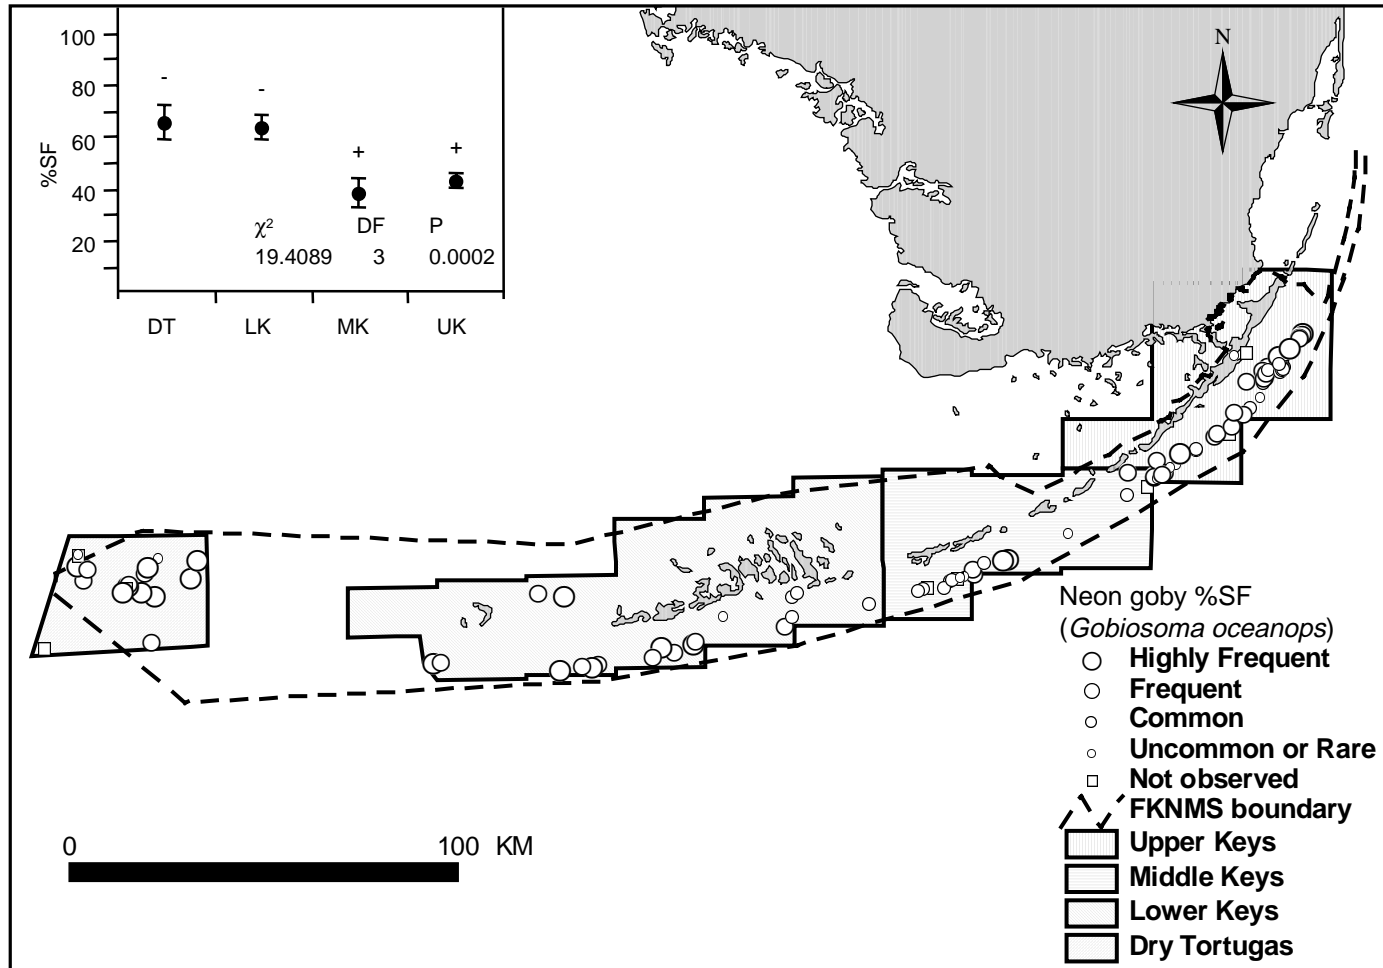 100
80
60
40
20
%SF
-
-
+
+
χ² DF P
19.4089 3 0.0002
DT LK MK UK
N
Neon goby %SF
(Gobiosoma oceanops)
Highly Frequent
Frequent
Common
Uncommon or Rare
Not observed
FKNMS boundary
Upper Keys
Middle Keys
Lower Keys
Dry Tortugas
0 100 KM